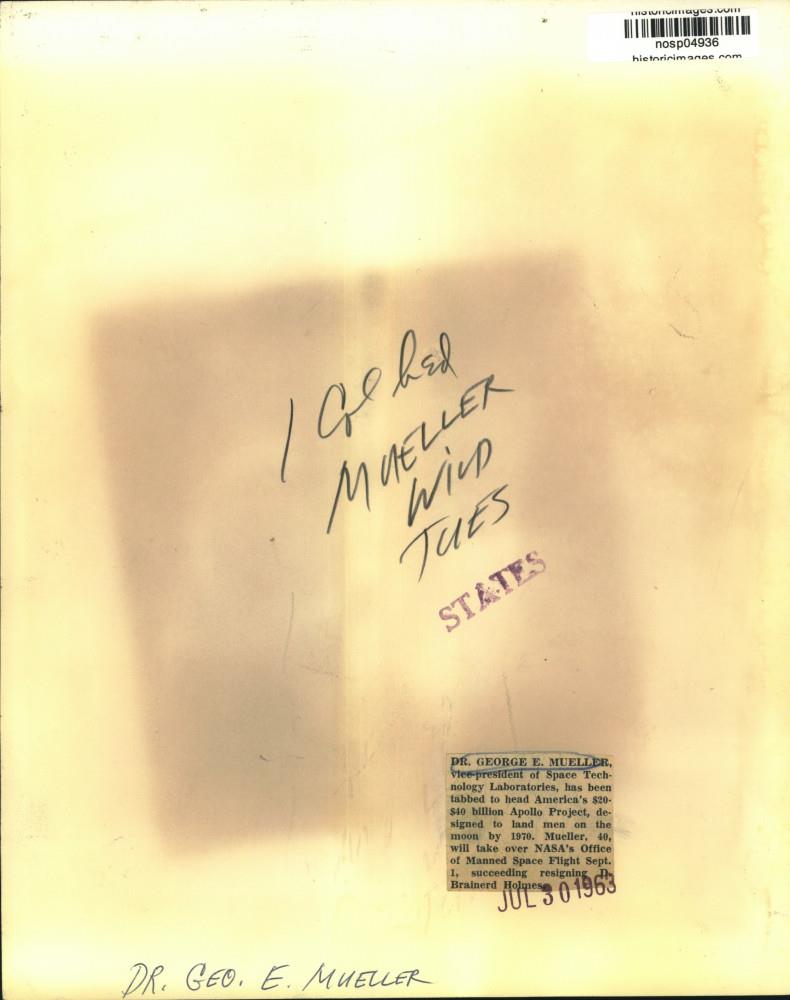 historicimages.com
nosp04936
historicimages.com
1 Col hed
MUELLER
WILD
TUES
STATES
DR. GEORGE E. MUELLER,
vice-president of Space Tech-
nology Laboratories, has been
tabbed to head America's $20-
$40 billion Apollo Project, de-
signed to land men on the
moon by 1970. Mueller, 40,
will take over NASA's Office
of Manned Space Flight Sept.
1, succeeding resigning D.
Brainerd Holmes.
JUL 30 1963
DR. GEO. E. MUELLER